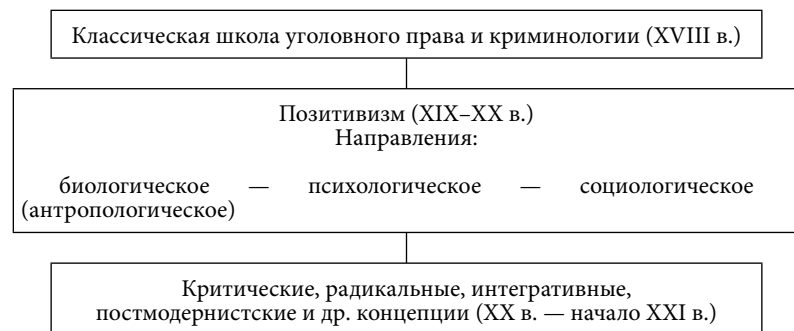 Классическая школа уголовного права и криминологии (XVIII в.)
Позитивизм (XIX–XX в.)
Направления:
биологическое — психологическое — социологическое
(антропологическое)
Критические, радикальные, интегративные,
постмодернистские и др. концепции (XX в. — начало XXI в.)